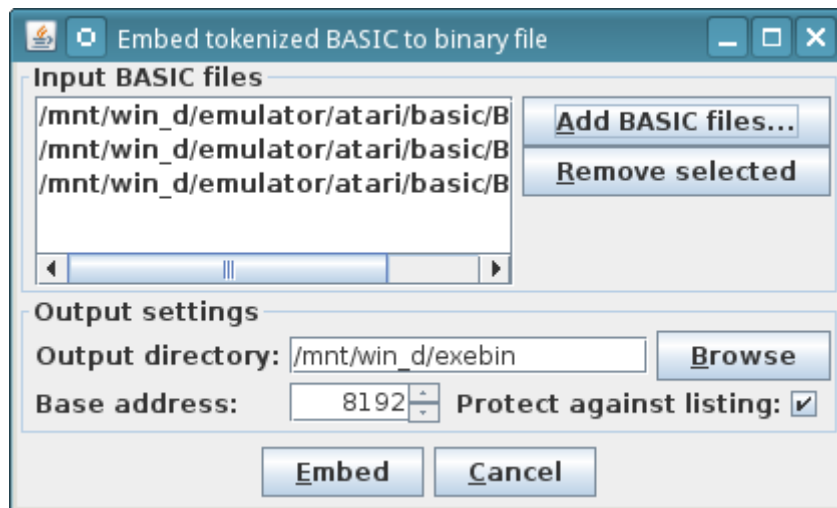 Embed tokenized BASIC to binary file
Input BASIC files
/mnt/win_d/emulator/atari/basic/B
/mnt/win_d/emulator/atari/basic/B
/mnt/win_d/emulator/atari/basic/B
Add BASIC files...
Remove selected
Output settings
Output directory: /mnt/win_d/exebin Browse
Base address: 8192 Protect against listing:
Embed Cancel